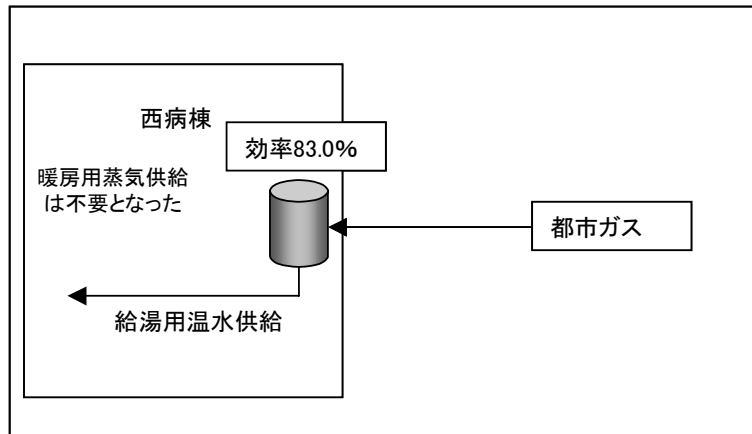 西病棟
効率83.0%
暖房用蒸気供給
は不要となった
都市ガス
給湯用温水供給